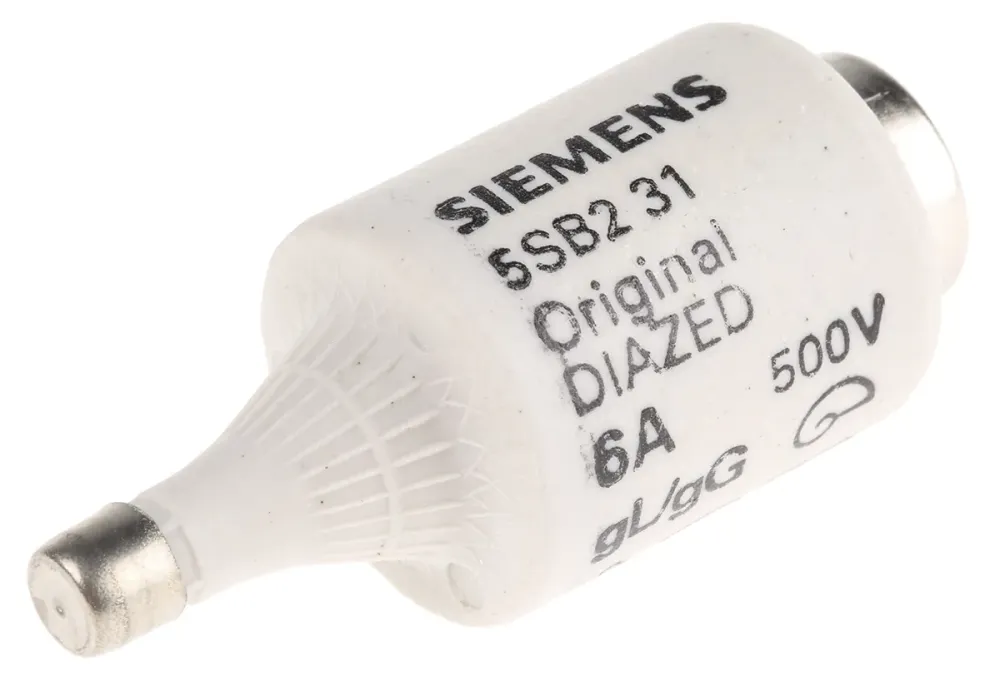 SIEMENS
5SB2 31
Original
DIAZED
6A
500V
gL/gG